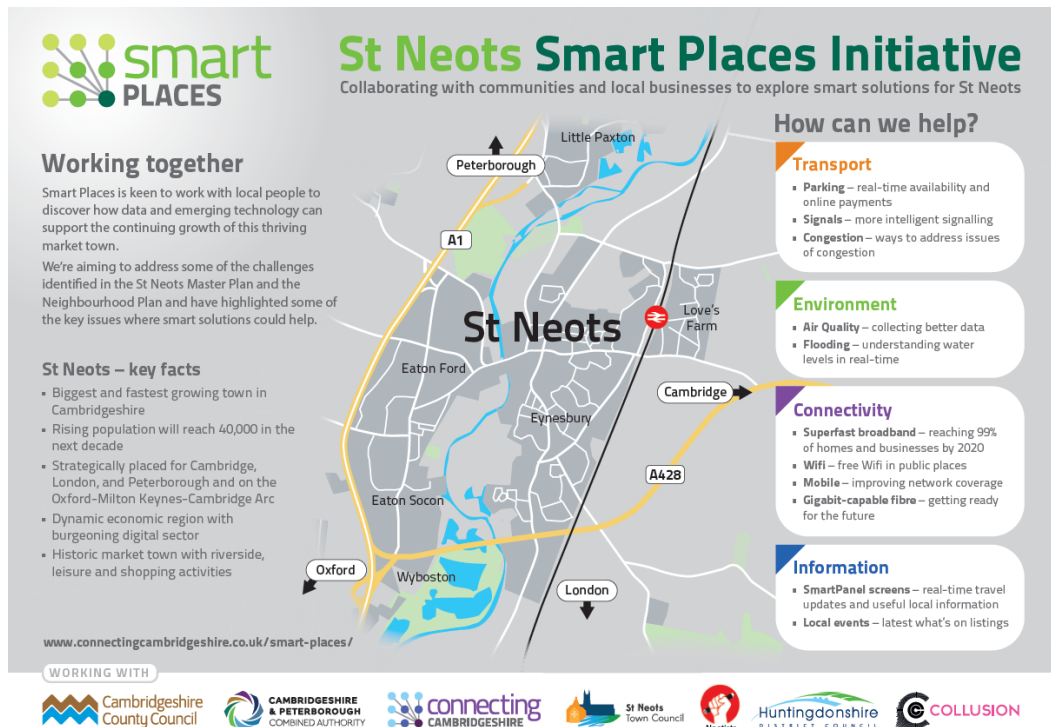 smart
PLACES
St Neots Smart Places Initiative
Collaborating with communities and local businesses to explore smart solutions for St Neots
Working together
Smart Places is keen to work with local people to
discover how data and emerging technology can
support the continuing growth of this thriving
market town.
We're aiming to address some of the challenges
identified in the St Neots Master Plan and the
Neighbourhood Plan and have highlighted some of
the key issues where smart solutions could help.
St Neots – key facts
▪ Biggest and fastest growing town in
Cambridgeshire
▪ Rising population will reach 40,000 in the
next decade
▪ Strategically placed for Cambridge,
London, and Peterborough and on the
Oxford-Milton Keynes-Cambridge Arc
▪ Dynamic economic region with
burgeoning digital sector
▪ Historic market town with riverside,
leisure and shopping activities
www.connectingcambridgeshire.co.uk/smart-places/
Little Paxton
Peterborough
A1
St Neots
Love's
Farm
Eaton Ford
Cambridge
Eynesbury
A428
Eaton Socon
Oxford
Wyboston
London
How can we help?
Transport
▪ Parking – real-time availability and
online payments
▪ Signals – more intelligent signalling
▪ Congestion – ways to address issues
of congestion
Environment
▪ Air Quality – collecting better data
▪ Flooding – understanding water
levels in real-time
Connectivity
▪ Superfast broadband – reaching 99%
of homes and businesses by 2020
▪ Wifi – free Wifi in public places
▪ Mobile – improving network coverage
▪ Gigabit-capable fibre – getting ready
for the future
Information
▪ SmartPanel screens – real-time travel
updates and useful local information
▪ Local events – latest what's on listings
WORKING WITH
Cambridgeshire
County Council
CAMBRIDGESHIRE
& PETERBOROUGH
COMBINED AUTHORITY
connecting
CAMBRIDGESHIRE
St Neots
Town Council
Huntingdonshire
DISTRICT COUNCIL
COLLUSION